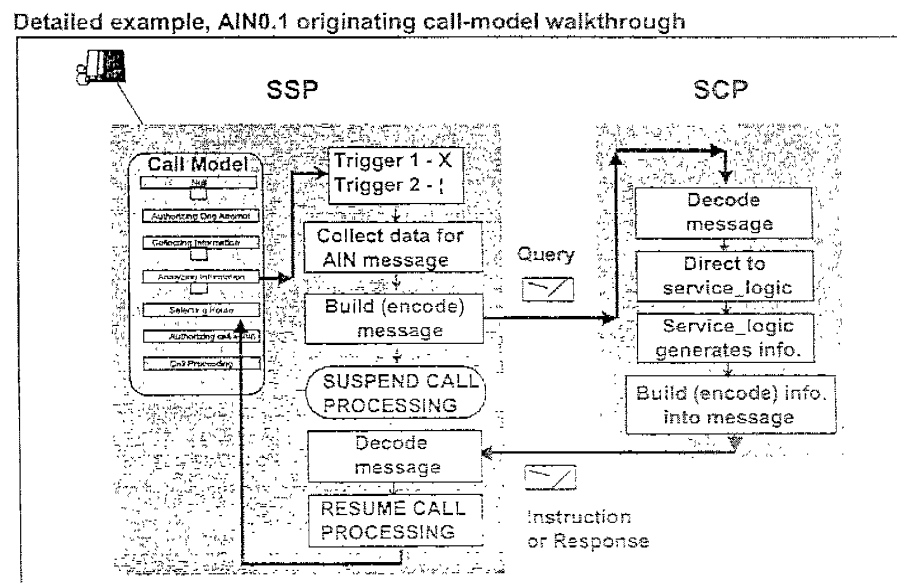 Detailed example, AIN0.1 originating call-model walkthrough
SSP
SCP
Call Model
Null
Authorizing Orig Attempt
Collecting Information
Analyzing Information
Selecting Route
Authorizing
Call Proceeding
Trigger 1 - X
Trigger 2 -
Collect data for
AIN message
Build (encode)
message
SUSPEND CALL
PROCESSING
Decode
message
RESUME CALL
PROCESSING
Query
Decode
message
Direct to
service_logic
Service_logic
generates info.
Build (encode) info.
into message
Instruction
or Response